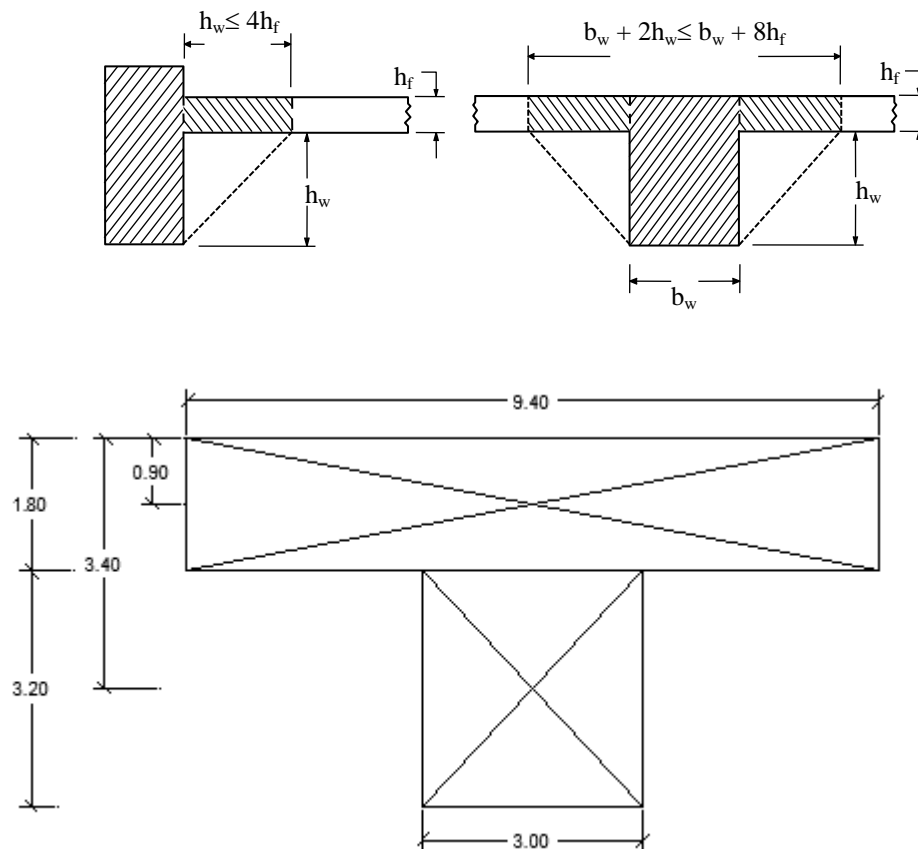 h_w ≤ 4h_f
b_w + 2h_w ≤ b_w + 8h_f
h_f
h_f
h_w
h_w
b_w
9.40
0.90
1.80
3.40
3.20
3.00